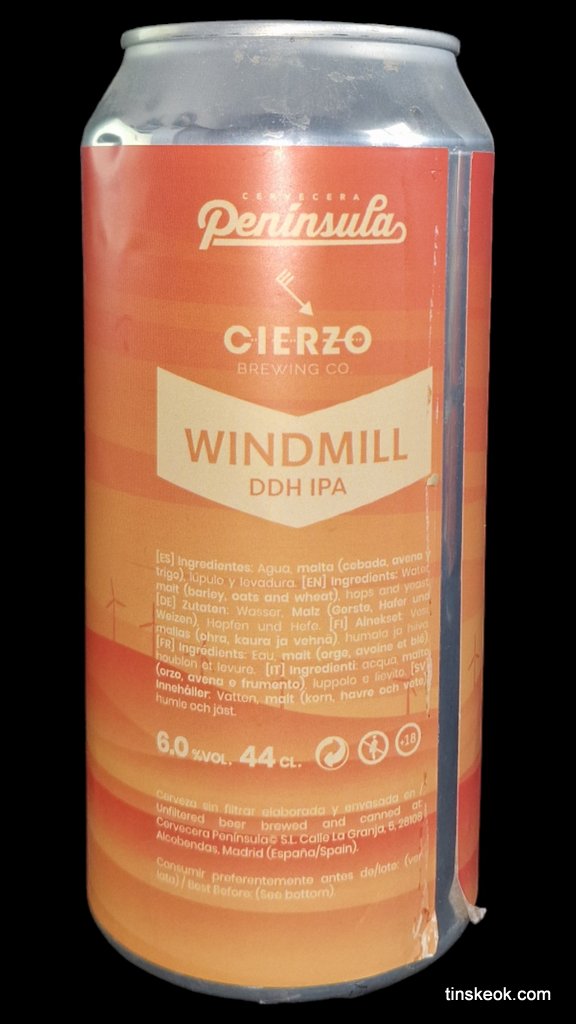 CERVECERA
Península
CIERZO
BREWING CO
WINDMILL
DDH IPA
[ES] Ingredientes: Agua, malta (cebada, avena y
trigo), lúpulo y levadura. [EN] Ingredients: Water,
malt (barley, oats and wheat), hops and yeast.
[DE] Zutaten: Wasser, Malz (Gerste, Hafer und
Weizen), Hopfen und Hefe. [FI] Ainekset: Vesi,
mallas (ohra, kaura ja vehnä), humala ja hiiva.
[FR] Ingrédients: Eau, malt (orge, avoine et blé),
houblon et levure. [IT] Ingredienti: acqua, malto
(orzo, avena e frumento), luppolo e lievito. [SV]
Innehåller: Vatten, malt (korn, havre och vete),
humle och jäst.
6.0 %VOL. 44 CL. +18
Cerveza sin filtrar elaborada y envasada en /
Unfiltered beer brewed and canned at:
Cervecera Península© S.L. Calle La Granja, 5, 28108
Alcobendas, Madrid (España/Spain).
Consumir preferentemente antes de/lote: (ver
lata) / Best Before: (See bottom).
tinskeok.com